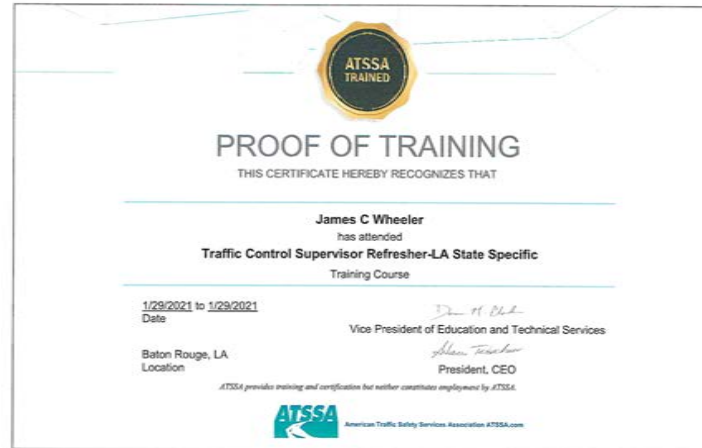 ATSSA
TRAINED
PROOF OF TRAINING
THIS CERTIFICATE HEREBY RECOGNIZES THAT
James C Wheeler
has attended
Traffic Control Supervisor Refresher-LA State Specific
Training Course
1/29/2021 to 1/29/2021
Date
Vice President of Education and Technical Services
Baton Rouge, LA
Location
President, CEO
ATSSA provides training and certification but neither constitutes employment by ATSSA.
ATSSA
American Traffic Safety Services Association ATSSA.com